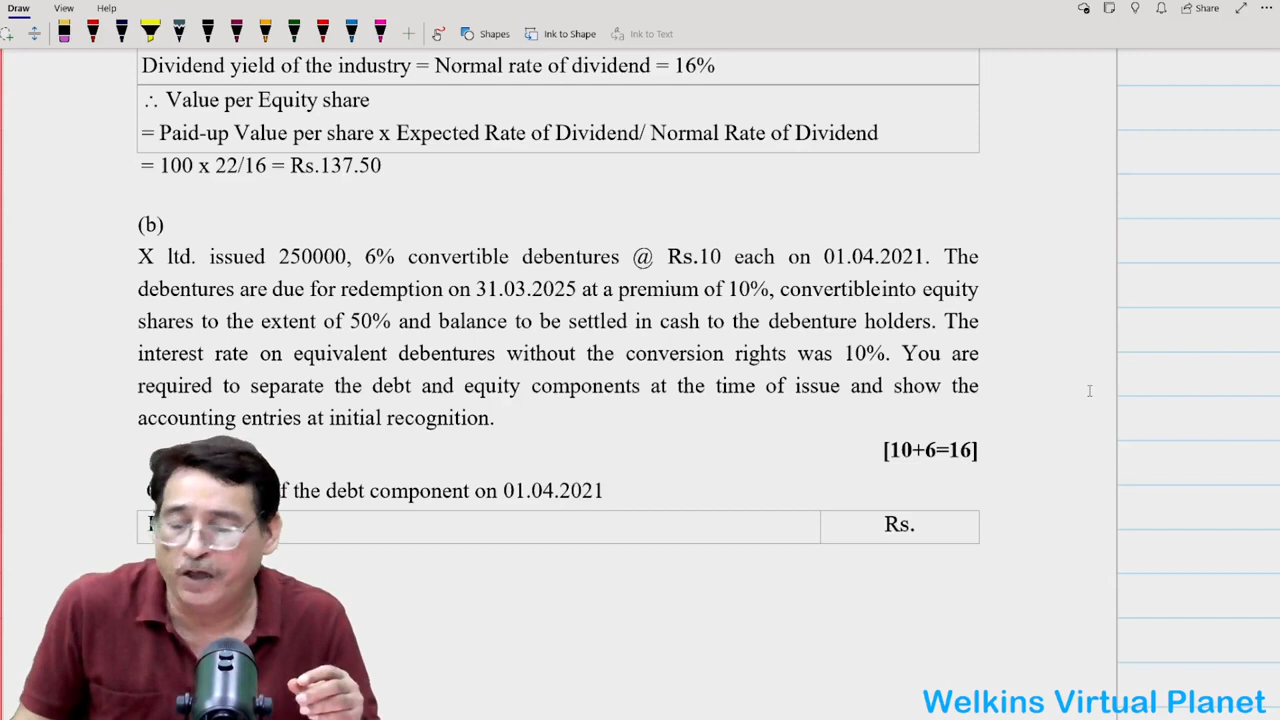 Draw View Help Share
Shapes Ink to Shape Ink to Text
Dividend yield of the industry = Normal rate of dividend = 16%
∴ Value per Equity share
= Paid-up Value per share x Expected Rate of Dividend/ Normal Rate of Dividend
= 100 x 22/16 = Rs.137.50
(b)
X ltd. issued 250000, 6% convertible debentures @ Rs.10 each on 01.04.2021. The
debentures are due for redemption on 31.03.2025 at a premium of 10%, convertibleinto equity
shares to the extent of 50% and balance to be settled in cash to the debenture holders. The
interest rate on equivalent debentures without the conversion rights was 10%. You are
required to separate the debt and equity components at the time of issue and show the
accounting entries at initial recognition.
[10+6=16]
the debt component on 01.04.2021
Rs.
Welkins Virtual Planet